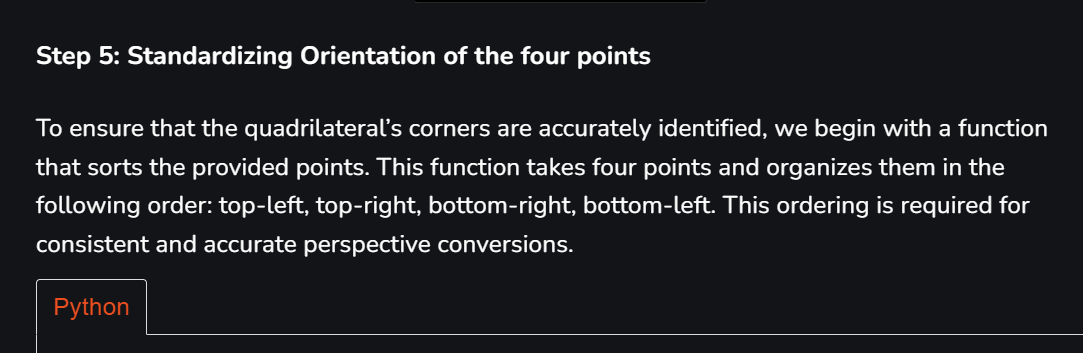 Step 5: Standardizing Orientation of the four points
To ensure that the quadrilateral’s corners are accurately identified, we begin with a function
that sorts the provided points. This function takes four points and organizes them in the
following order: top-left, top-right, bottom-right, bottom-left. This ordering is required for
consistent and accurate perspective conversions.
Python